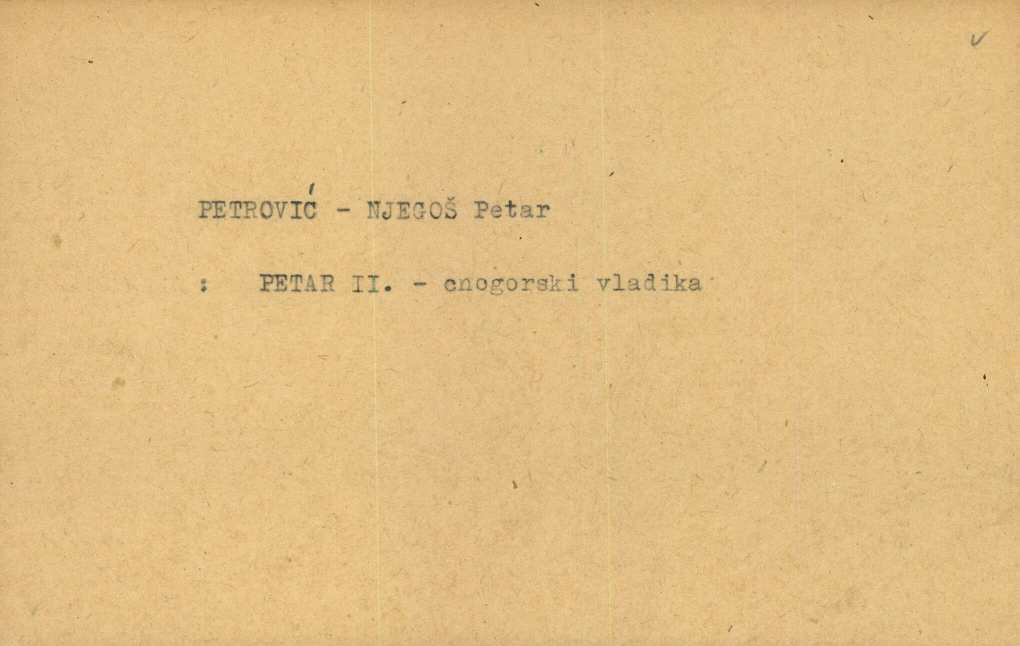 PETROVIĆ - NJEGOŠ Petar
: PETAR II. - cnogorski vladika